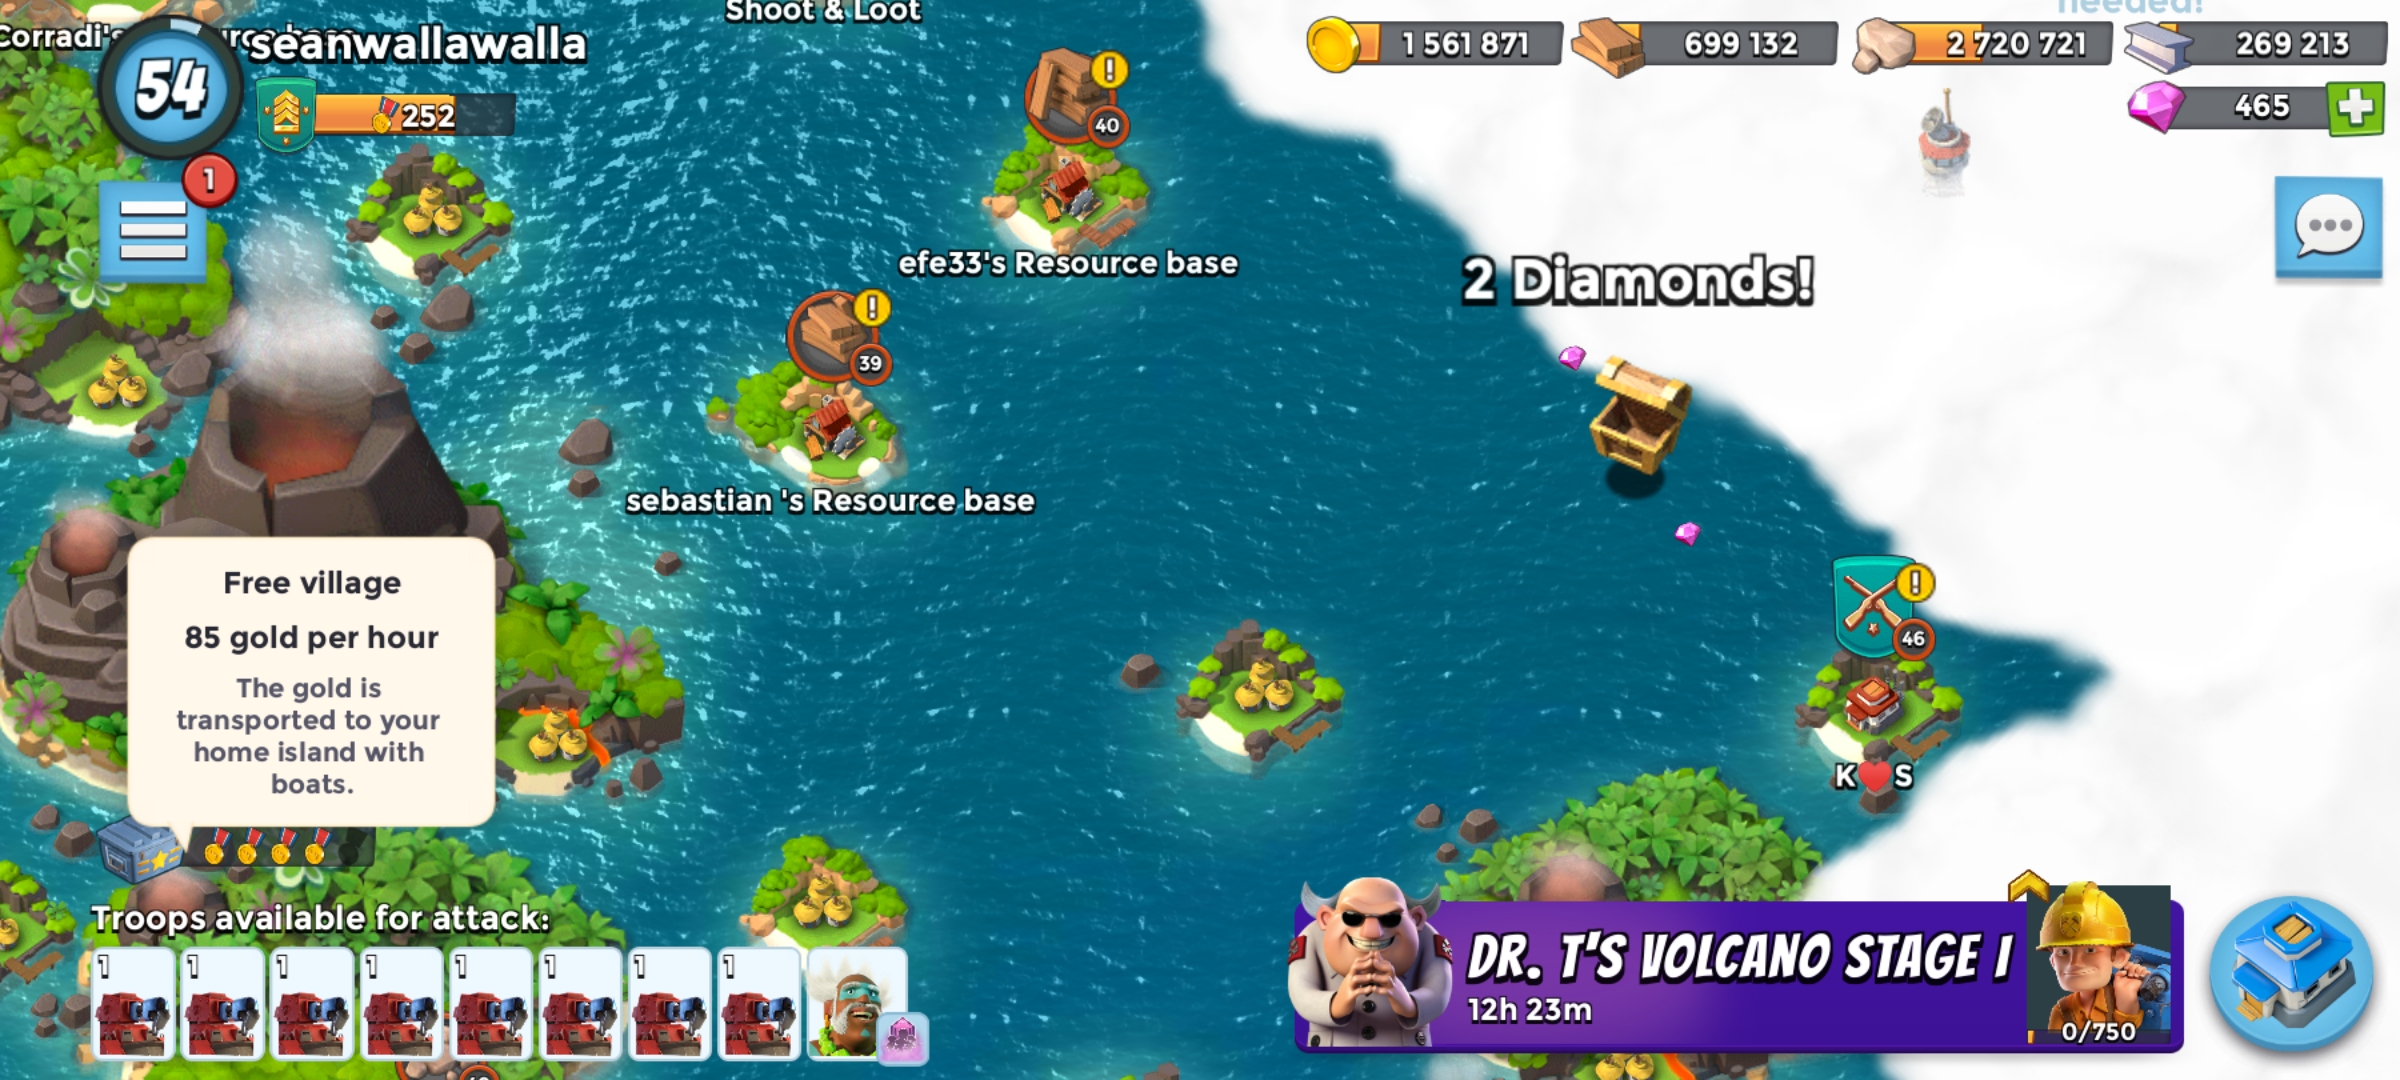 Shoot & Loot
needed!
Corradi's
seanwallawalla
54
252
1
1 561 871
699 132
2 720 721
269 213
465
40
efe33's Resource base
39
sebastian 's Resource base
2 Diamonds!
46
K❤️S
Free village
85 gold per hour
The gold is
transported to your
home island with
boats.
Troops available for attack:
1
1
1
1
1
1
1
1
DR. T'S VOLCANO STAGE I
12h 23m
0/750